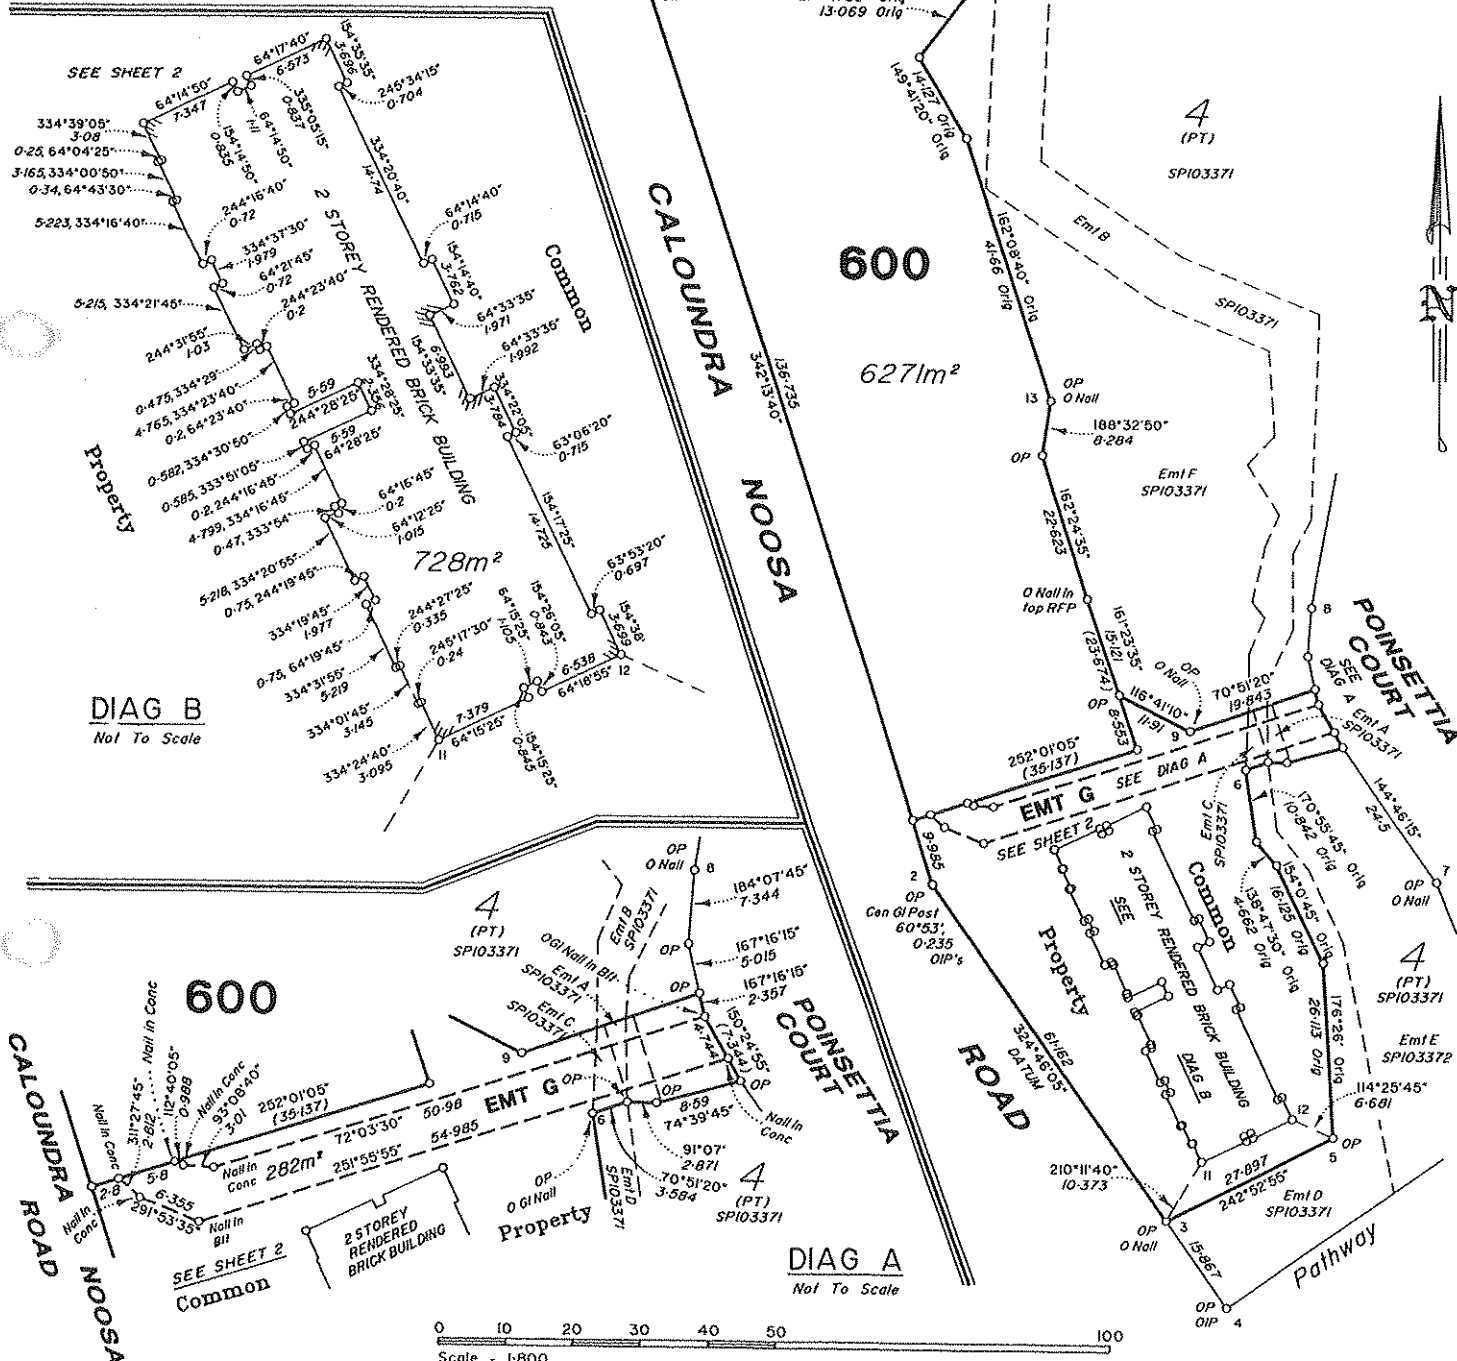 13·069 Orig
SEE SHEET 2
64°14'50"
7·347
64°17'40"
6·573
154°35'35"
3·696
245°34'15"
0·704
335°05'15"
0·837
64°14'50"
1·11
154°14'50"
0·835
334°39'05"
3·08
0·25, 64°04'25"
3·165, 334°00'50"
0·34, 64°43'30"
5·223, 334°16'40"
244°16'40"
0·72
334°37'30"
1·979
64°21'45"
0·72
5·215, 334°21'45"
244°23'40"
0·2
244°31'55"
1·03
0·475, 334°29'
4·765, 334°23'40"
0·2, 64°23'40"
0·582, 334°30'50"
5·59
244°28'25"
334°28'25"
2·336
5·59
64°28'25"
0·585, 333°51'05"
0·2, 244°16'45"
4·799, 334°16'45"
0·47, 333°54'
64°16'45"
0·2
64°12'25"
1·015
5·218, 334°20'55"
0·75, 244°19'45"
334°19'45"
1·977
0·75, 64°19'45"
334°31'55"
5·219
244°27'25"
0·335
245°17'30"
0·24
334°01'45"
3·145
334°24'40"
3·095
11
7·379
64°15'25"
154°15'25"
0·845
64°15'25"
1·105
154°26'05"
0·843
6·538
64°18'55"
12
154°38'
3·699
63°53'20"
0·697
154°17'25"
14·725
63°06'20"
0·715
334°22'05"
3·784
64°33'35"
1·992
154°33'35"
6·993
64°33'35"
1·971
154°14'40"
3·762
64°14'40"
0·715
334°20'40"
14·74
2 STOREY RENDERED BRICK BUILDING
728m²
Common
Property
DIAG B
Not To Scale
CALOUNDRA
NOOSA
ROAD
136·735
342°13'40"
14·127 Orig
149°41'20" Orig
4
(PT)
SP103371
Emt B
SP103371
600
6271m²
162°08'40" Orig
41·66 Orig
13
OP
O Nail
188°32'50"
8·284
OP
Emt F
SP103371
162°24'35"
22·623
O Nail In
top RFP
161°23'35"
15·121
(23·674)
8·553
OP
116°41'10"
11·91
OP
O Nail
9
70°51'20"
19·843
252°01'05"
(35·137)
SEE DIAG A
EMT G
SEE SHEET 2
8
POINSETTIA
COURT
SEE
DIAG A
Emt A
SP103371
6
Emt C
SP103371
170°55'45" Orig
10·842 Orig
144°46'15"
24·5
7
OP
O Nail
138°47'30" Orig
4·662 Orig
154°0'45" Orig
16·125 Orig
176°26' Orig
26·113 Orig
4
(PT)
SP103371
Emt E
SP103372
114°25'45"
6·681
9·985
2
OP
Con GI Post
60°53',
0·235
OIP's
324°46'05"
61·162
DATUM
Property
Common
2 STOREY RENDERED BRICK BUILDING
SEE
DIAG B
11
12
5
OP
27·897
242°52'55"
Emt D
SP103371
210°11'40"
10·373
3
OP
O Nail
15·867
OP
OIP
4
Pathway
N
600
CALOUNDRA
ROAD
NOOSA
Nail in Conc
311°27'45"
2·812
Nail in Conc
112°40'05"
0·988
Nail in Conc
93°08'40"
3·01
252°01'05"
(35·137)
2·8
5·8
Nail in
Conc
6·355
291°53'35"
Nail in
Blt
Nail in
Conc
282m²
72°03'30"
50·98
EMT G
251°55'55"
54·985
9
4
(PT)
SP103371
OP
O Nail
8
184°07'45"
7·344
OP
167°16'15"
5·015
OP
167°16'15"
2·357
150°24'55"
(7·344)
4·744
POINSETTIA
COURT
Emt B
SP103371
OGI Nail in Blt
Emt A
SP103371
Emt C
SP103371
OP
OP
OP
8·59
74°39'45"
Nail in
Conc
91°07'
2·871
70°51'20"
3·584
6
OP
O GI Nail
Emt D
SP103371
4
(PT)
SP103371
Property
SEE SHEET 2
Common
2 STOREY
RENDERED
BRICK BUILDING
DIAG A
Not To Scale
0 10 20 30 40 50 100
Scale - 1:800